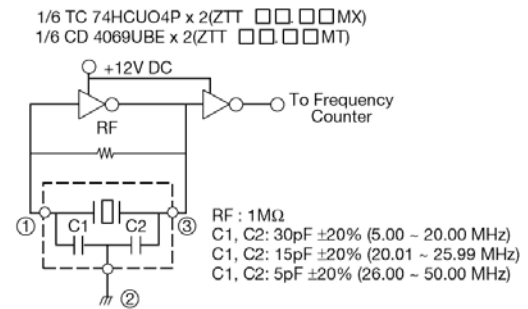 1/6 TC 74HCUO4P x 2(ZTT □□.□□MX)
1/6 CD 4069UBE x 2(ZTT □□.□□MT)
+12V DC
To Frequency
Counter
RF
① C1 C2 ③
②
RF : 1MΩ
C1, C2: 30pF ±20% (5.00 ~ 20.00 MHz)
C1, C2: 15pF ±20% (20.01 ~ 25.99 MHz)
C1, C2: 5pF ±20% (26.00 ~ 50.00 MHz)